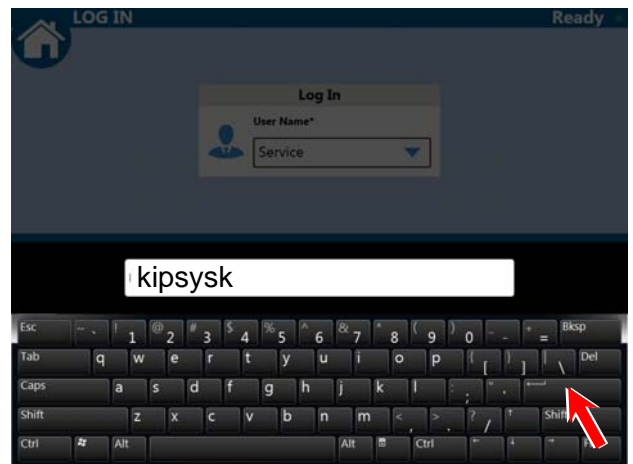 LOG IN
Ready
Log In
User Name*
Service
kipsysk
Esc ~ ` ! 1 @ 2 # 3 $ 4 % 5 ^ 6 & 7 * 8 ( 9 ) 0 _ - + = Bksp
Tab q w e r t y u i o p { [ } ] | \ Del
Caps a s d f g h j k l : ; " '
Shift z x c v b n m < , > . ? / Shift
Ctrl Alt Alt Ctrl